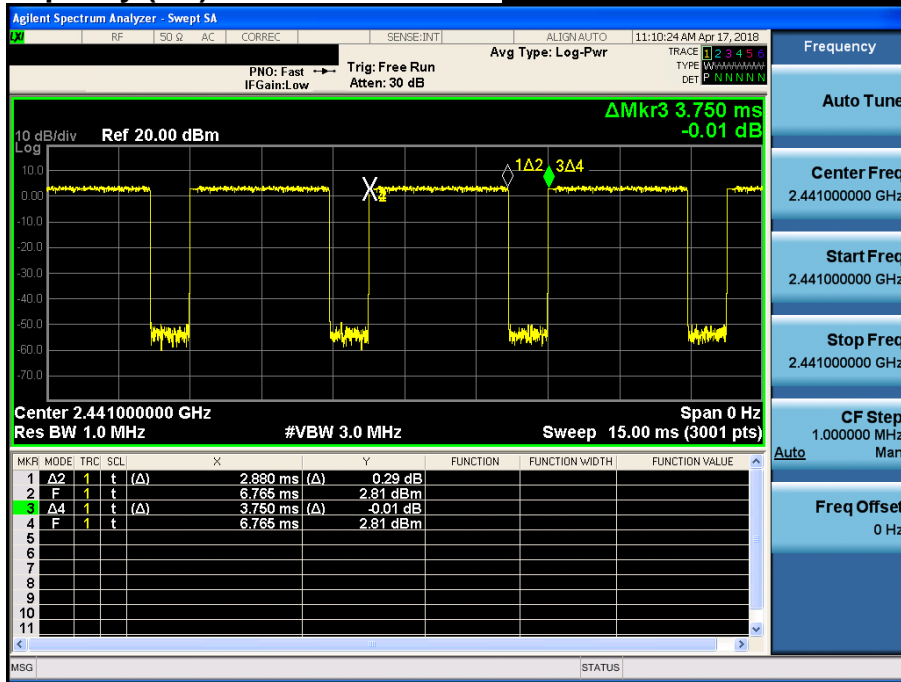 Agilent Spectrum Analyzer - Swept SA
LXI RF 50 Ω AC CORREC SENSE:INT ALIGN AUTO 11:10:24 AM Apr 17, 2018
Avg Type: Log-Pwr TRACE 1 2 3 4 5 6
PNO: Fast Trig: Free Run TYPE
IFGain:Low Atten: 30 dB DET P N N N N N
ΔMkr3 3.750 ms
-0.01 dB
10 dB/div Ref 20.00 dBm
Log
10.0
0.00
-10.0
-20.0
-30.0
-40.0
-50.0
-60.0
-70.0
1Δ2 3Δ4
Center 2.441000000 GHz Span 0 Hz
Res BW 1.0 MHz #VBW 3.0 MHz Sweep 15.00 ms (3001 pts)
MKR MODE TRC SCL X Y FUNCTION FUNCTION WIDTH FUNCTION VALUE
1 Δ2 1 t (Δ) 2.880 ms (Δ) 0.29 dB
2 F 1 t 6.765 ms 2.81 dBm
3 Δ4 1 t (Δ) 3.750 ms (Δ) -0.01 dB
4 F 1 t 6.765 ms 2.81 dBm
5
6
7
8
9
10
11
MSG STATUS
Frequency
Auto Tune
Center Freq
2.441000000 GHz
Start Freq
2.441000000 GHz
Stop Freq
2.441000000 GHz
CF Step
1.000000 MHz
Auto Man
Freq Offset
0 Hz